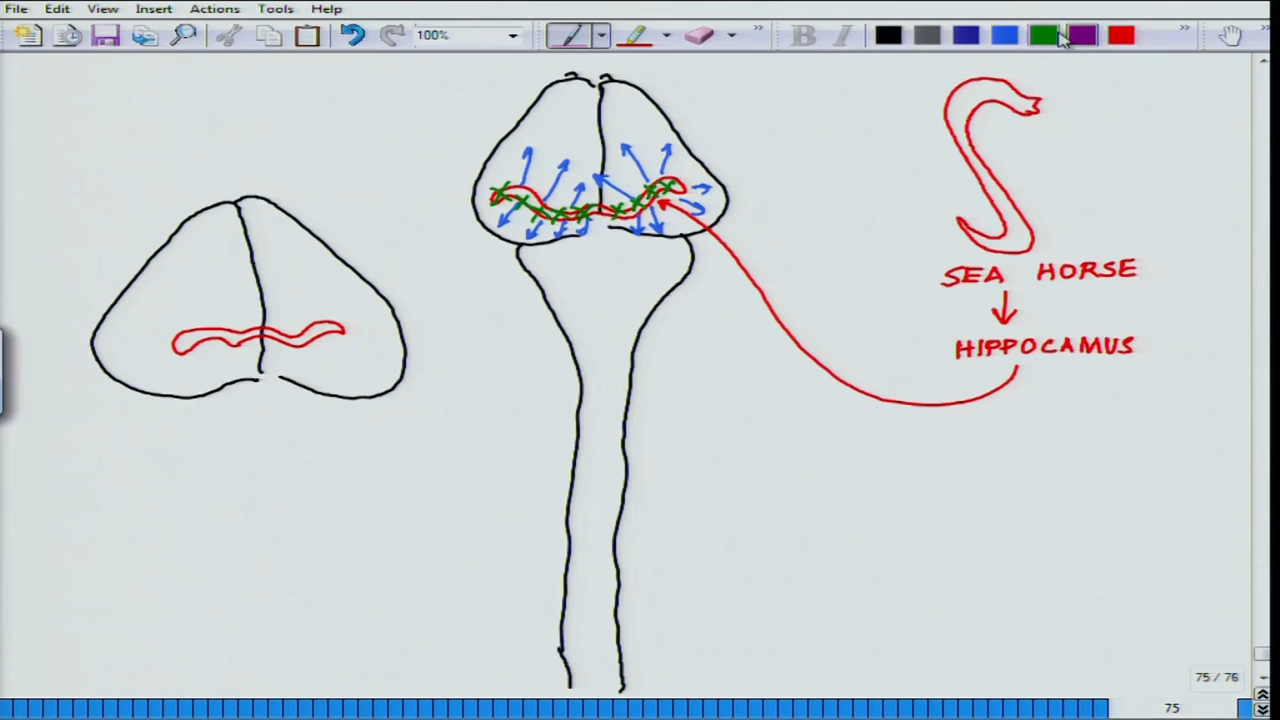 File Edit View Insert Actions Tools Help
100% B I
SEA HORSE
HIPPOCAMUS
75 / 76
75